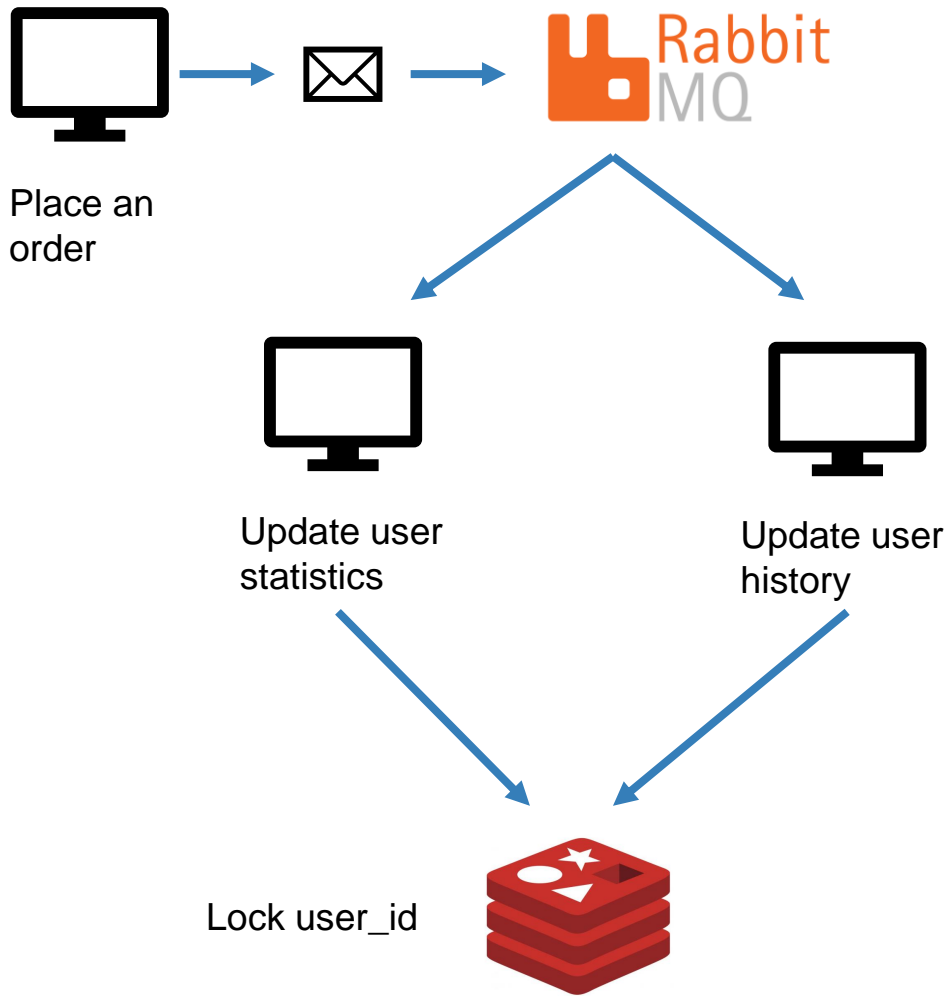 Rabbit
MQ
Place an
order
Update user
statistics
Update user
history
Lock user_id